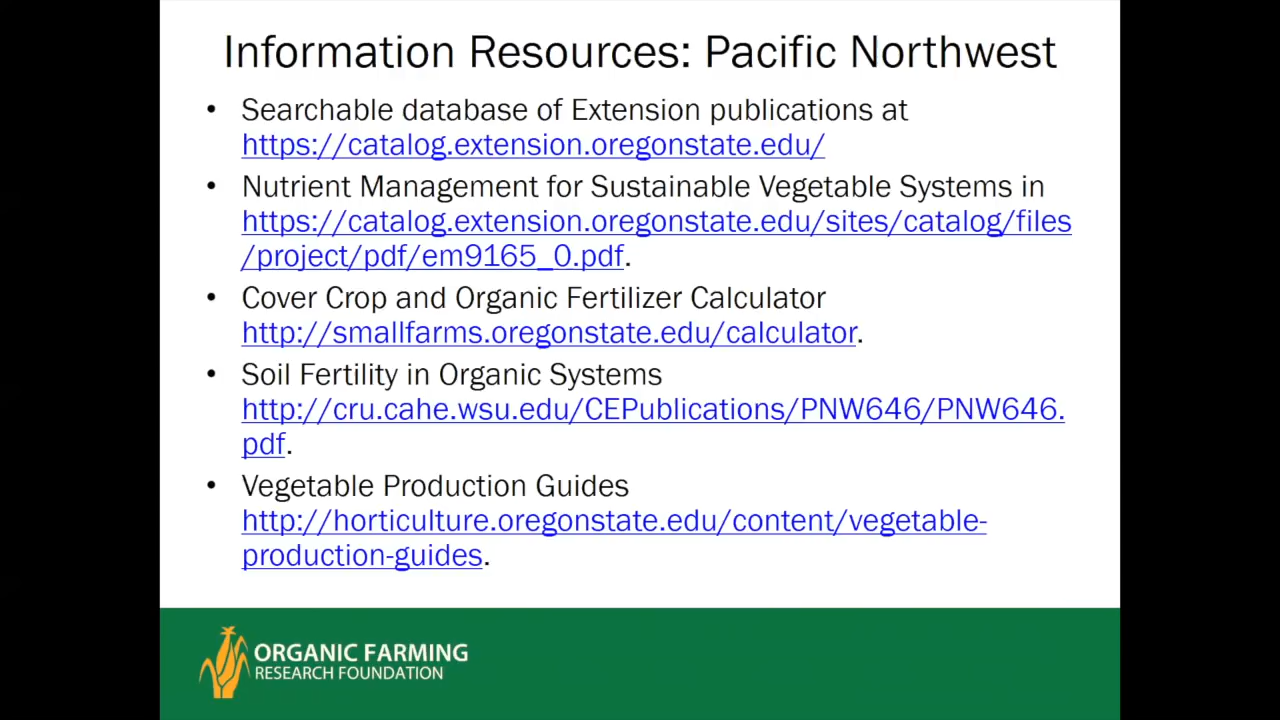 Information Resources: Pacific Northwest
• Searchable database of Extension publications at
https://catalog.extension.oregonstate.edu/
• Nutrient Management for Sustainable Vegetable Systems in
https://catalog.extension.oregonstate.edu/sites/catalog/files
/project/pdf/em9165_0.pdf.
• Cover Crop and Organic Fertilizer Calculator
http://smallfarms.oregonstate.edu/calculator.
• Soil Fertility in Organic Systems
http://cru.cahe.wsu.edu/CEPublications/PNW646/PNW646.
pdf.
• Vegetable Production Guides
http://horticulture.oregonstate.edu/content/vegetable-
production-guides.
ORGANIC FARMING
RESEARCH FOUNDATION